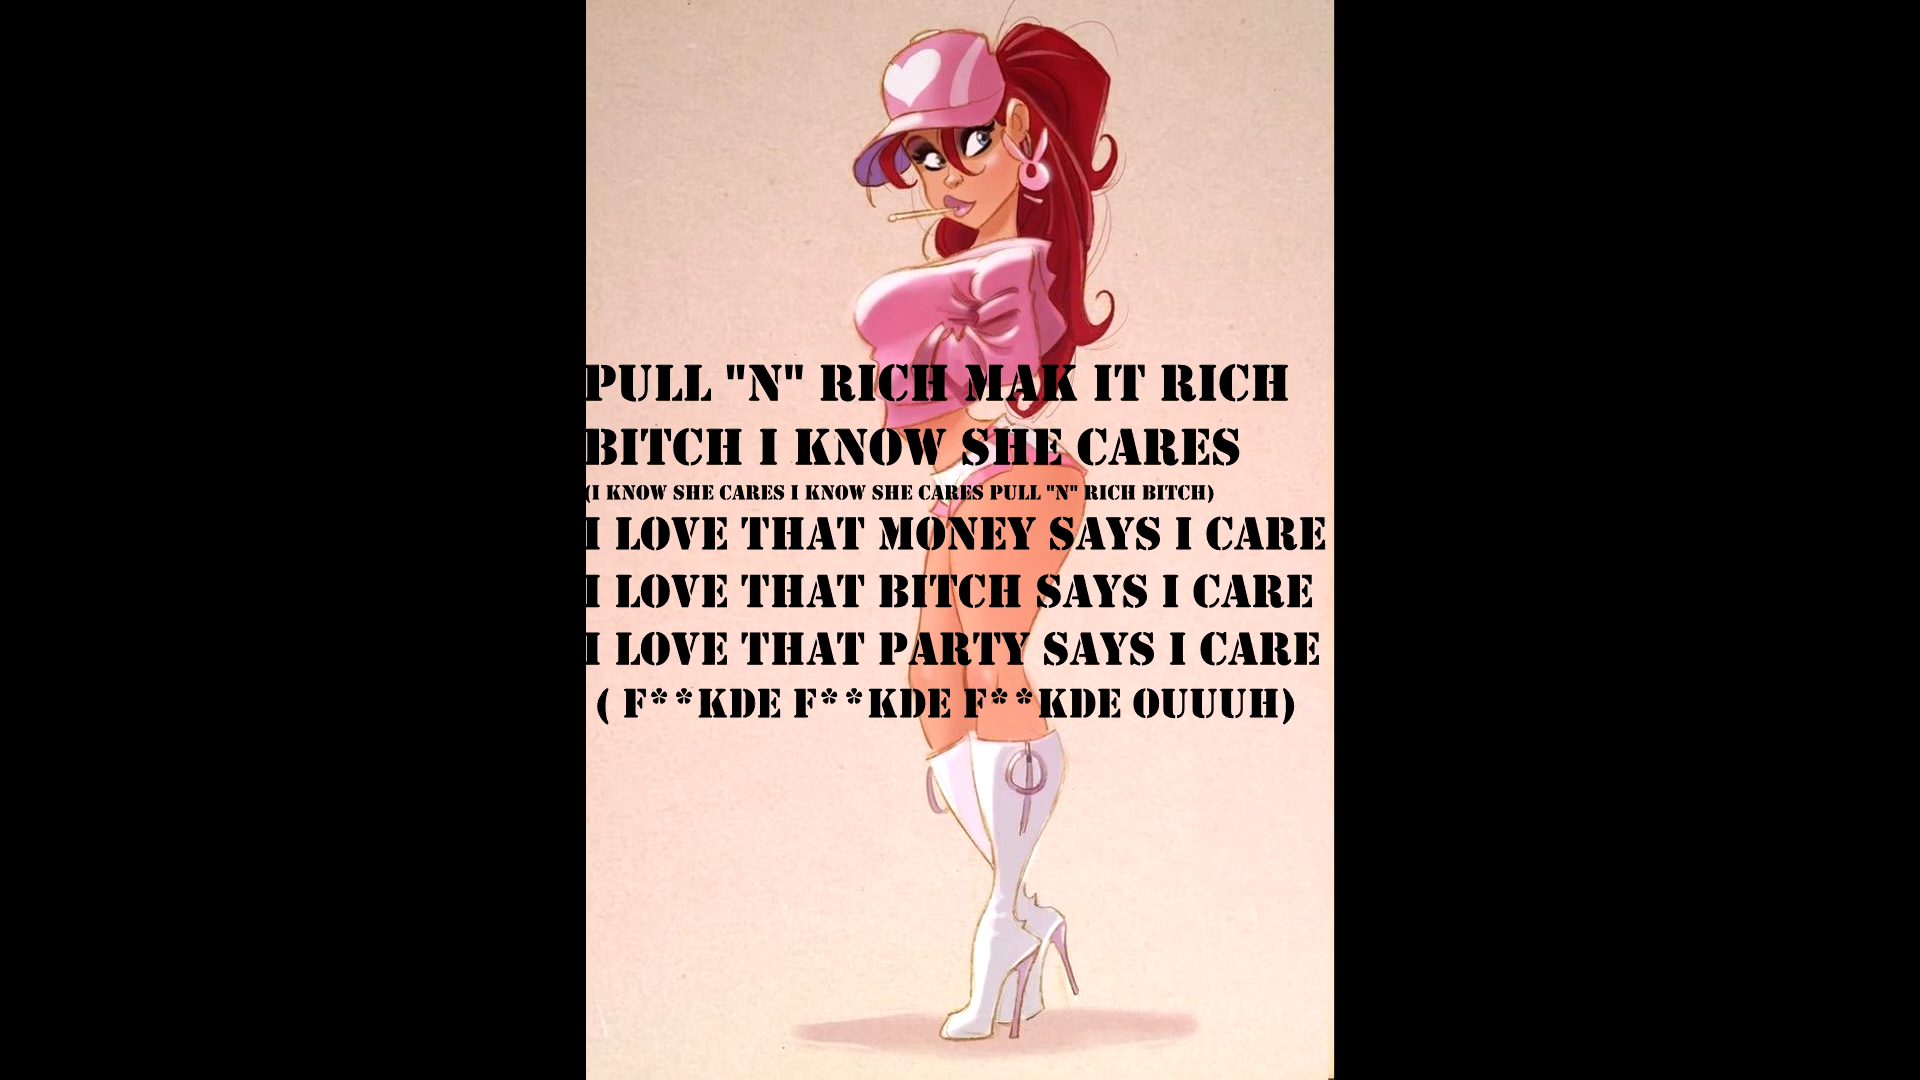 PULL "N" RICH MAK IT RICH
BITCH I KNOW SHE CARES
(I KNOW SHE CARES I KNOW SHE CARES PULL "N" RICH BITCH)
I LOVE THAT MONEY SAYS I CARE
I LOVE THAT BITCH SAYS I CARE
I LOVE THAT PARTY SAYS I CARE
( F**KDE F**KDE F**KDE OUUUH)